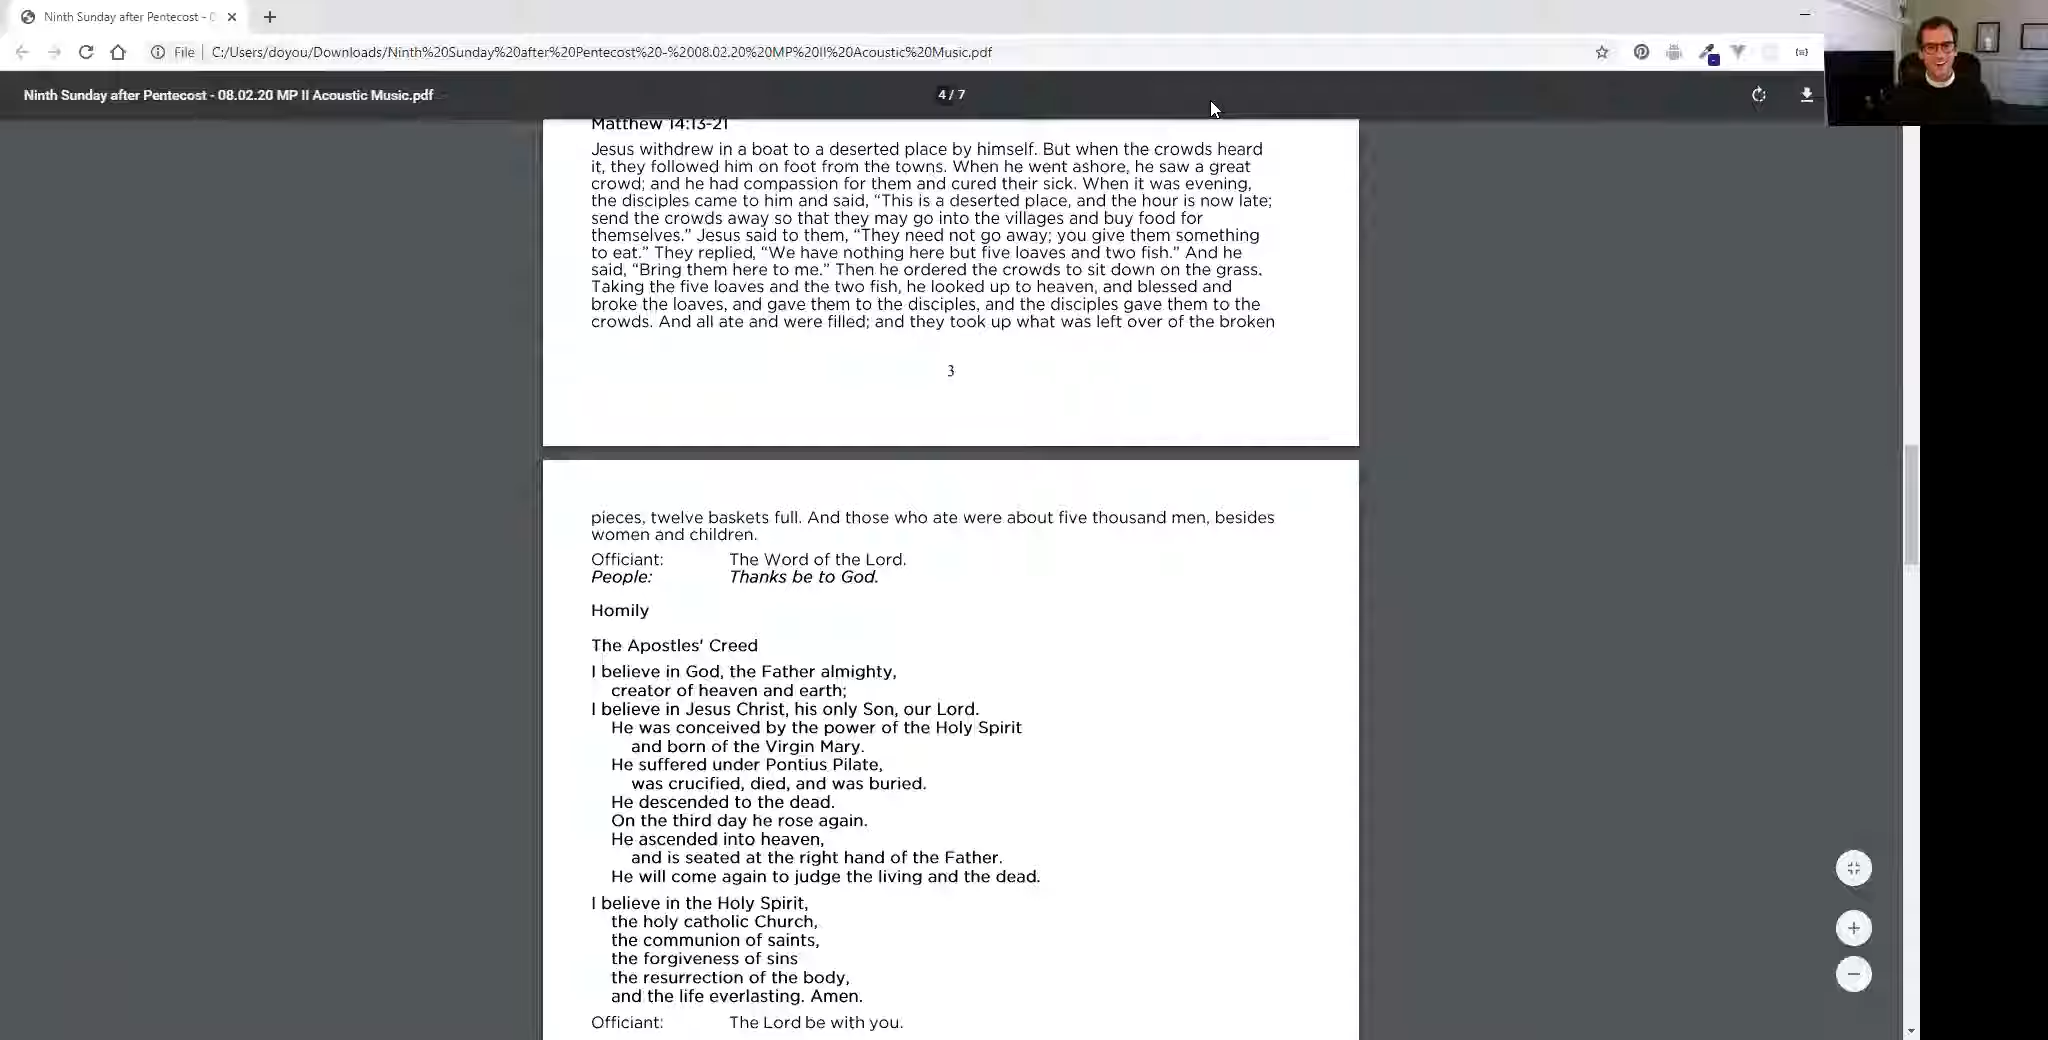 Ninth Sunday after Pentecost -
File
C:/Users/doyou/Downloads/Ninth%20Sunday%20after%20Pentecost%20-%2008.02.20%20MP%20II%20Acoustic%20Music.pdf
Ninth Sunday after Pentecost - 08.02.20 MP II Acoustic Music.pdf
4 / 7
Matthew 14:13-21
Jesus withdrew in a boat to a deserted place by himself. But when the crowds heard
it, they followed him on foot from the towns. When he went ashore, he saw a great
crowd; and he had compassion for them and cured their sick. When it was evening,
the disciples came to him and said, “This is a deserted place, and the hour is now late;
send the crowds away so that they may go into the villages and buy food for
themselves.” Jesus said to them, “They need not go away; you give them something
to eat.” They replied, “We have nothing here but five loaves and two fish.” And he
said, “Bring them here to me.” Then he ordered the crowds to sit down on the grass.
Taking the five loaves and the two fish, he looked up to heaven, and blessed and
broke the loaves, and gave them to the disciples, and the disciples gave them to the
crowds. And all ate and were filled; and they took up what was left over of the broken
3
pieces, twelve baskets full. And those who ate were about five thousand men, besides
women and children.
Officiant: The Word of the Lord.
People: Thanks be to God.
Homily
The Apostles' Creed
I believe in God, the Father almighty,
creator of heaven and earth;
I believe in Jesus Christ, his only Son, our Lord.
He was conceived by the power of the Holy Spirit
and born of the Virgin Mary.
He suffered under Pontius Pilate,
was crucified, died, and was buried.
He descended to the dead.
On the third day he rose again.
He ascended into heaven,
and is seated at the right hand of the Father.
He will come again to judge the living and the dead.
I believe in the Holy Spirit,
the holy catholic Church,
the communion of saints,
the forgiveness of sins
the resurrection of the body,
and the life everlasting. Amen.
Officiant: The Lord be with you.